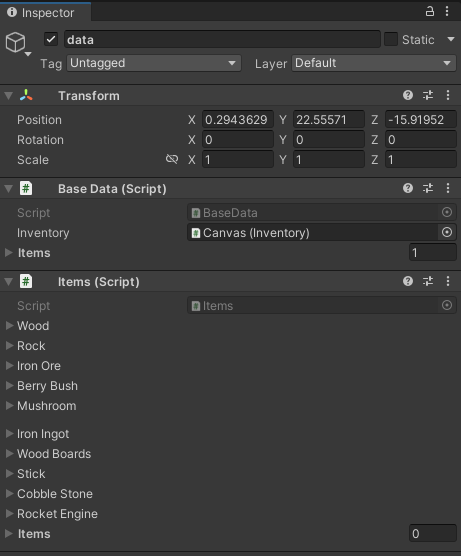 Inspector
data
Static
Tag Untagged Layer Default
Transform
Position X 0.2943629 Y 22.55571 Z -15.91952
Rotation X 0 Y 0 Z 0
Scale X 1 Y 1 Z 1
# Base Data (Script)
Script # BaseData
Inventory # Canvas (Inventory)
Items 1
# Items (Script)
Script # Items
Wood
Rock
Iron Ore
Berry Bush
Mushroom
Iron Ingot
Wood Boards
Stick
Cobble Stone
Rocket Engine
Items 0